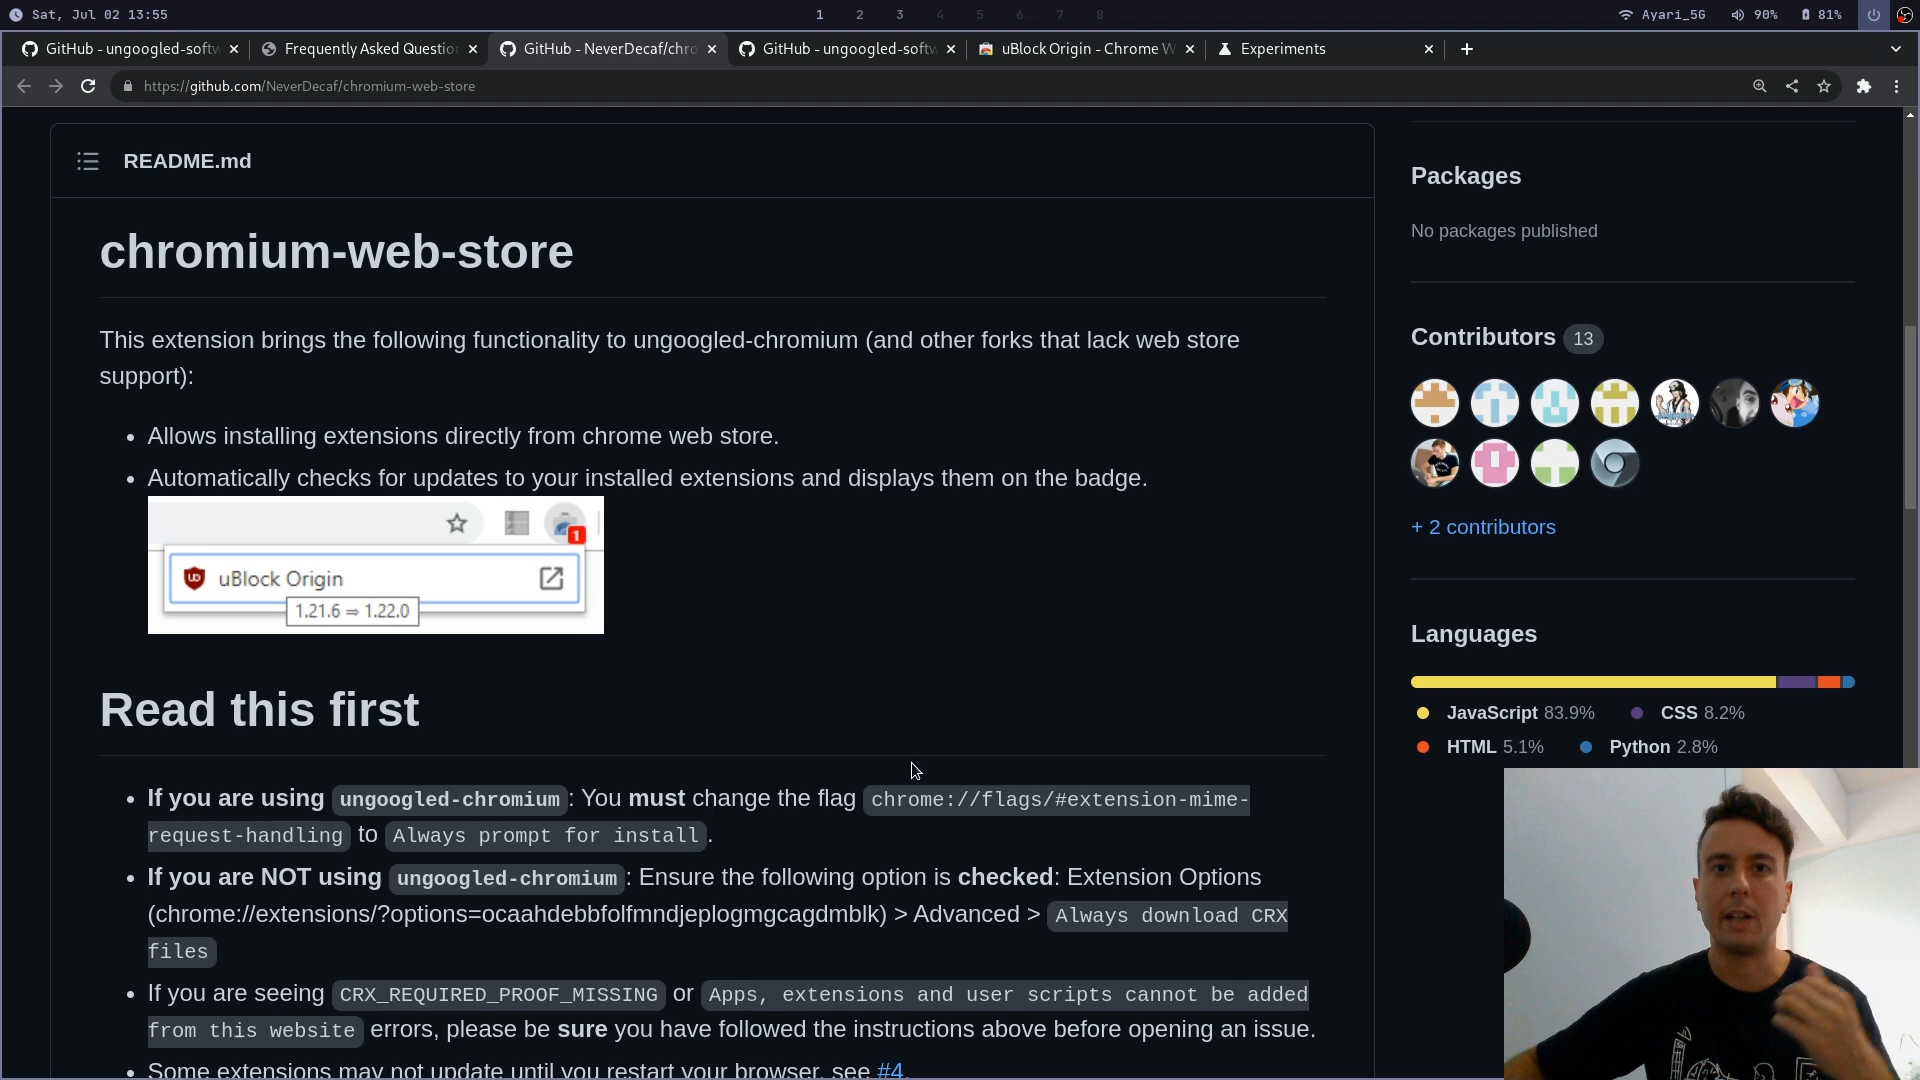 Sat, Jul 02 13:55
1 2 3 4 5 6 7 8
Ayari_5G 90% 81%
GitHub - ungoogled-softw
Frequently Asked Question
GitHub - NeverDecaf/chro
GitHub - ungoogled-softw
uBlock Origin - Chrome W
Experiments
https://github.com/NeverDecaf/chromium-web-store
README.md
chromium-web-store
This extension brings the following functionality to ungoogled-chromium (and other forks that lack web store
support):
• Allows installing extensions directly from chrome web store.
• Automatically checks for updates to your installed extensions and displays them on the badge.
1
uBlock Origin
1.21.6 ⇒ 1.22.0
Read this first
• If you are using ungoogled-chromium: You must change the flag chrome://flags/#extension-mime-
request-handling to Always prompt for install.
• If you are NOT using ungoogled-chromium: Ensure the following option is checked: Extension Options
(chrome://extensions/?options=ocaahdebbfolfmndjeplogmgcagdmblk) > Advanced > Always download CRX
files
• If you are seeing CRX_REQUIRED_PROOF_MISSING or Apps, extensions and user scripts cannot be added
from this website errors, please be sure you have followed the instructions above before opening an issue.
• Some extensions may not update until you restart your browser, see #4.
Packages
No packages published
Contributors 13
+ 2 contributors
Languages
JavaScript 83.9% CSS 8.2%
HTML 5.1% Python 2.8%